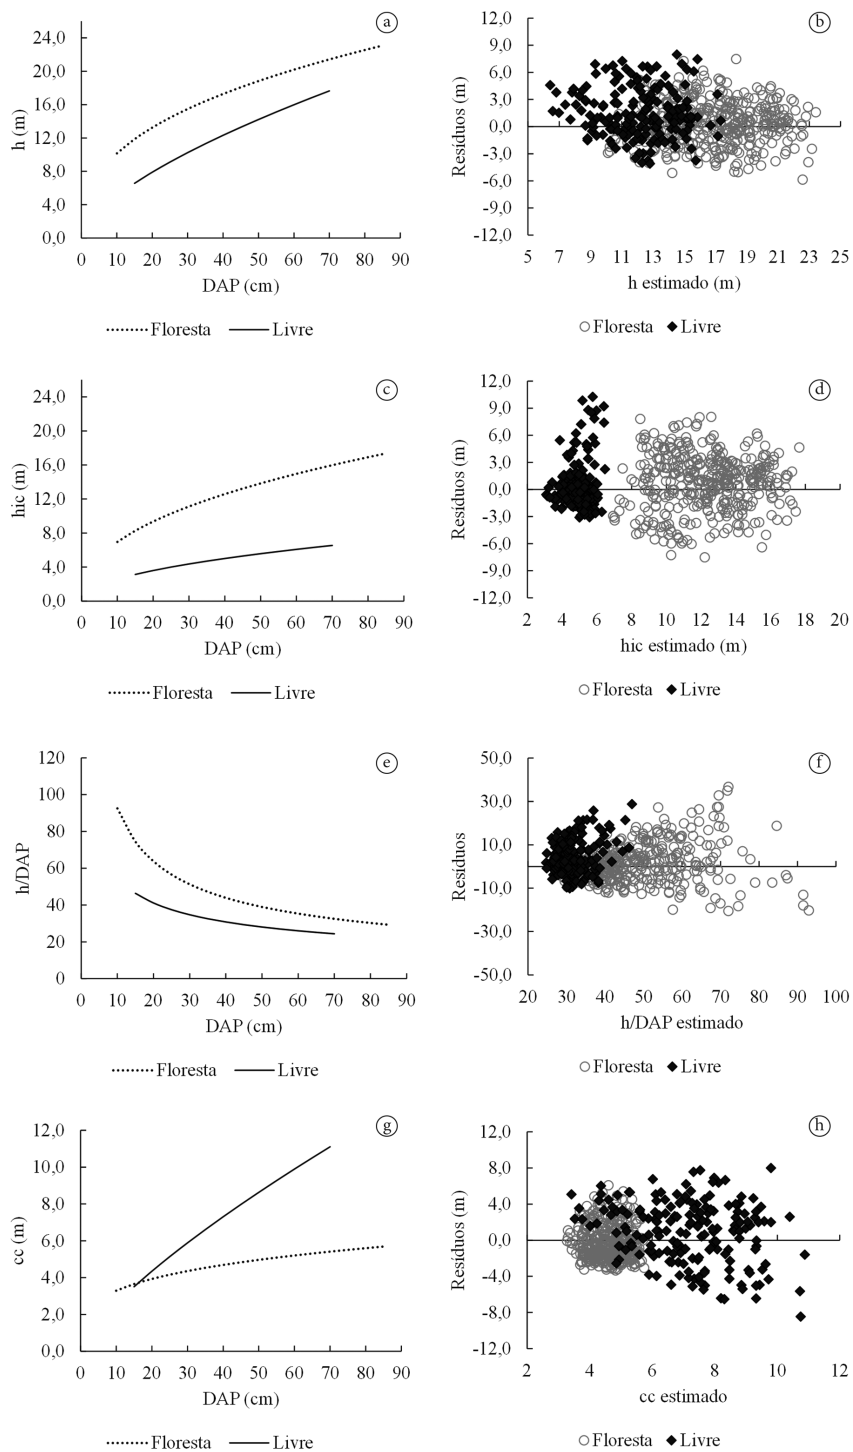 a
24,0
20,0
16,0
12,0
8,0
4,0
0,0
h (m)
0 10 20 30 40 50 60 70 80 90
DAP (cm)
Floresta Livre
b
12,0
9,0
6,0
3,0
0,0
-3,0
-6,0
-9,0
-12,0
Resíduos (m)
5 7 9 11 13 15 17 19 21 23 25
h estimado (m)
Floresta Livre
c
24,0
20,0
16,0
12,0
8,0
4,0
0,0
hic (m)
0 10 20 30 40 50 60 70 80 90
DAP (cm)
Floresta Livre
d
12,0
9,0
6,0
3,0
0,0
-3,0
-6,0
-9,0
-12,0
Resíduos (m)
2 4 6 8 10 12 14 16 18 20
hic estimado (m)
Floresta Livre
e
120
100
80
60
40
20
0
h/DAP
0 10 20 30 40 50 60 70 80 90
DAP (cm)
Floresta Livre
f
50,0
30,0
10,0
-10,0
-30,0
-50,0
Resíduos
20 30 40 50 60 70 80 90 100
h/DAP estimado
Floresta Livre
g
12,0
10,0
8,0
6,0
4,0
2,0
0,0
cc (m)
0 10 20 30 40 50 60 70 80 90
DAP (cm)
Floresta Livre
h
12,0
8,0
4,0
0,0
-4,0
-8,0
-12,0
Resíduos (m)
2 4 6 8 10 12
cc estimado
Floresta Livre